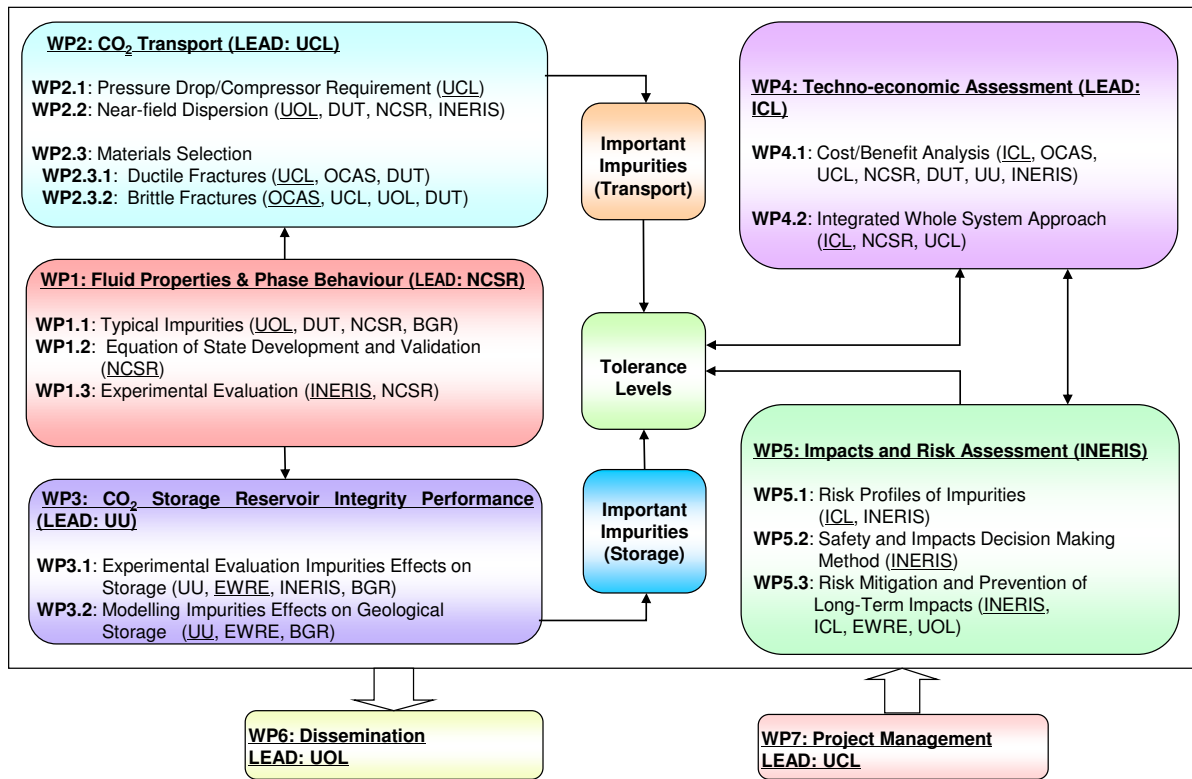 WP2: CO₂ Transport (LEAD: UCL)
WP2.1: Pressure Drop/Compressor Requirement (UCL)
WP2.2: Near-field Dispersion (UOL, DUT, NCSR, INERIS)
WP2.3: Materials Selection
WP2.3.1: Ductile Fractures (UCL, OCAS, DUT)
WP2.3.2: Brittle Fractures (OCAS, UCL, UOL, DUT)
WP1: Fluid Properties & Phase Behaviour (LEAD: NCSR)
WP1.1: Typical Impurities (UOL, DUT, NCSR, BGR)
WP1.2: Equation of State Development and Validation
(NCSR)
WP1.3: Experimental Evaluation (INERIS, NCSR)
WP3: CO₂ Storage Reservoir Integrity Performance
(LEAD: UU)
WP3.1: Experimental Evaluation Impurities Effects on
Storage (UU, EWRE, INERIS, BGR)
WP3.2: Modelling Impurities Effects on Geological
Storage (UU, EWRE, BGR)
Important
Impurities
(Transport)
Tolerance
Levels
Important
Impurities
(Storage)
WP4: Techno-economic Assessment (LEAD:
ICL)
WP4.1: Cost/Benefit Analysis (ICL, OCAS,
UCL, NCSR, DUT, UU, INERIS)
WP4.2: Integrated Whole System Approach
(ICL, NCSR, UCL)
WP5: Impacts and Risk Assessment (INERIS)
WP5.1: Risk Profiles of Impurities
(ICL, INERIS)
WP5.2: Safety and Impacts Decision Making
Method (INERIS)
WP5.3: Risk Mitigation and Prevention of
Long-Term Impacts (INERIS,
ICL, EWRE, UOL)
WP6: Dissemination
LEAD: UOL
WP7: Project Management
LEAD: UCL